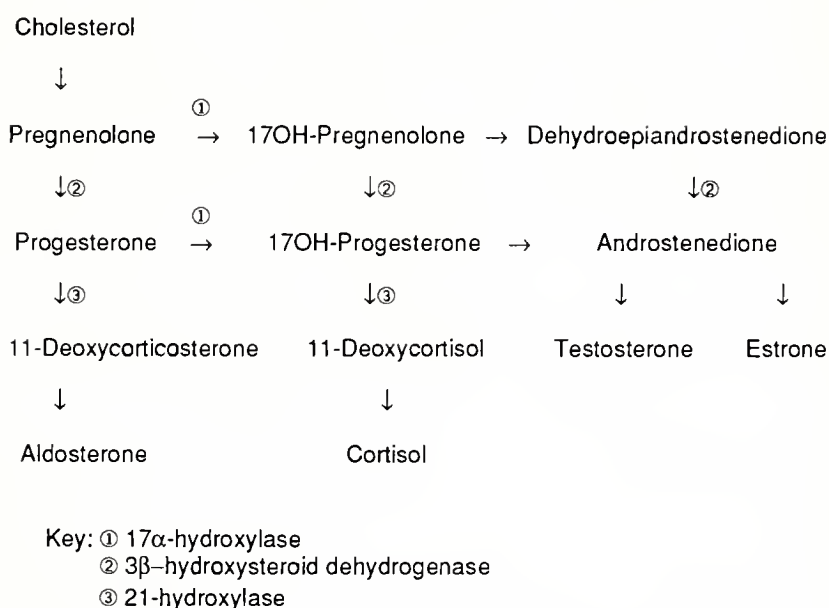 Cholesterol
↓
①
Pregnenolone → 17OH-Pregnenolone → Dehydroepiandrostenedione
↓② ↓② ↓②
①
Progesterone → 17OH-Progesterone → Androstenedione
↓③ ↓③ ↓ ↓
11-Deoxycorticosterone 11-Deoxycortisol Testosterone Estrone
↓ ↓
Aldosterone Cortisol
Key: ① 17α-hydroxylase
② 3β–hydroxysteroid dehydrogenase
③ 21-hydroxylase